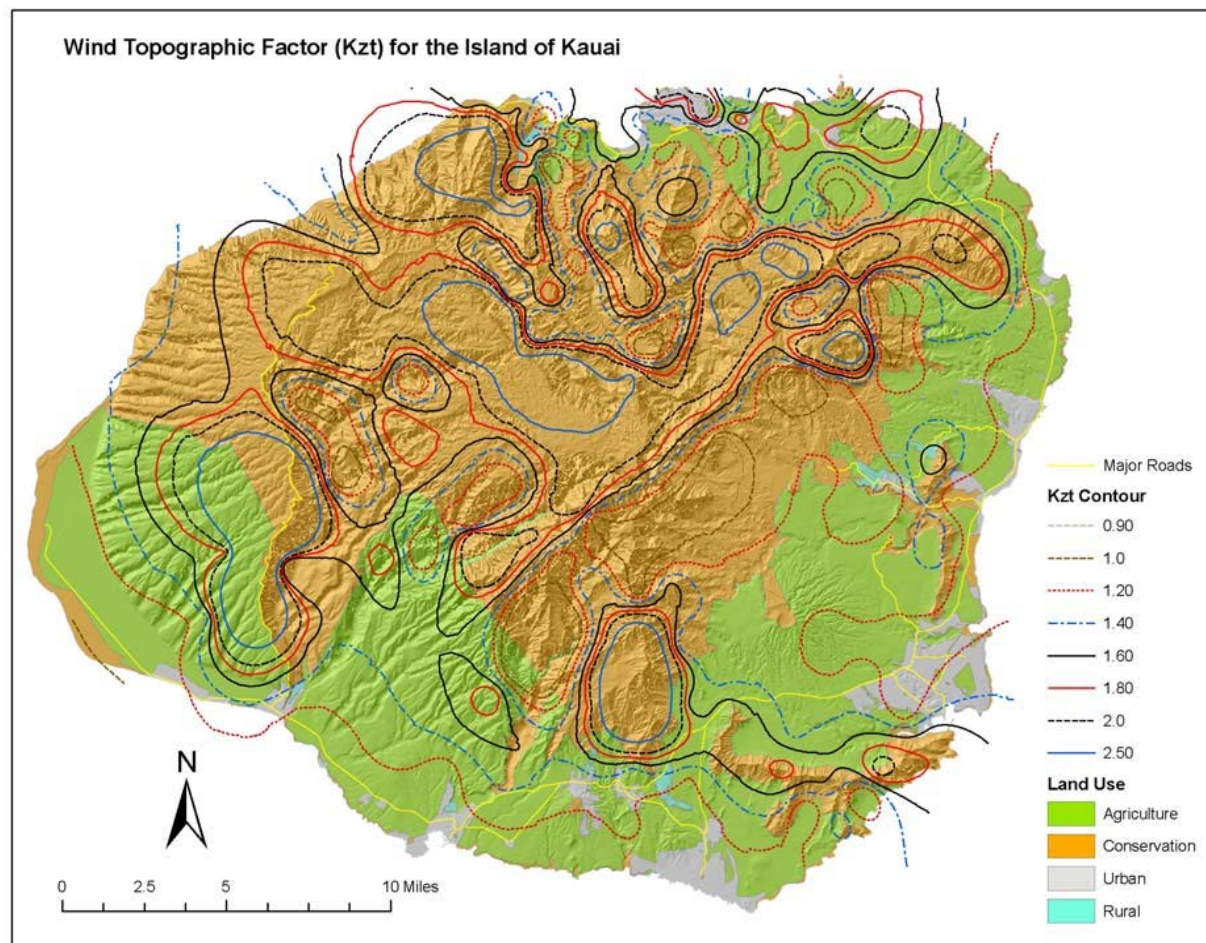 Wind Topographic Factor (Kzt) for the Island of Kauai
Major Roads
Kzt Contour
0.90
1.0
1.20
1.40
1.60
1.80
2.0
2.50
Land Use
Agriculture
Conservation
Urban
Rural
N
0 2.5 5 10 Miles